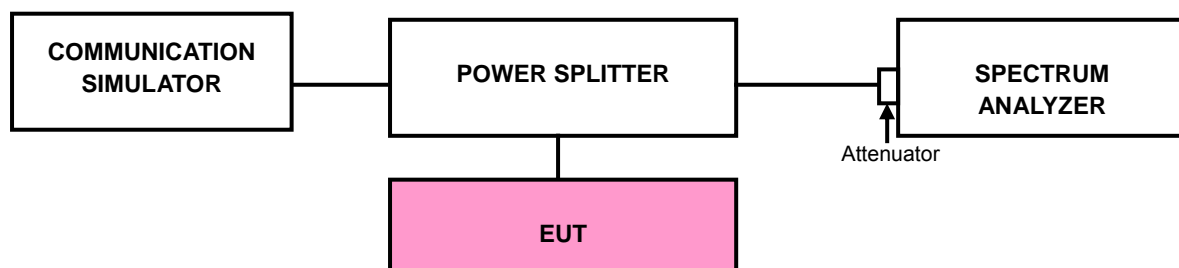 COMMUNICATION
SIMULATOR
POWER SPLITTER
SPECTRUM
ANALYZER
Attenuator
EUT